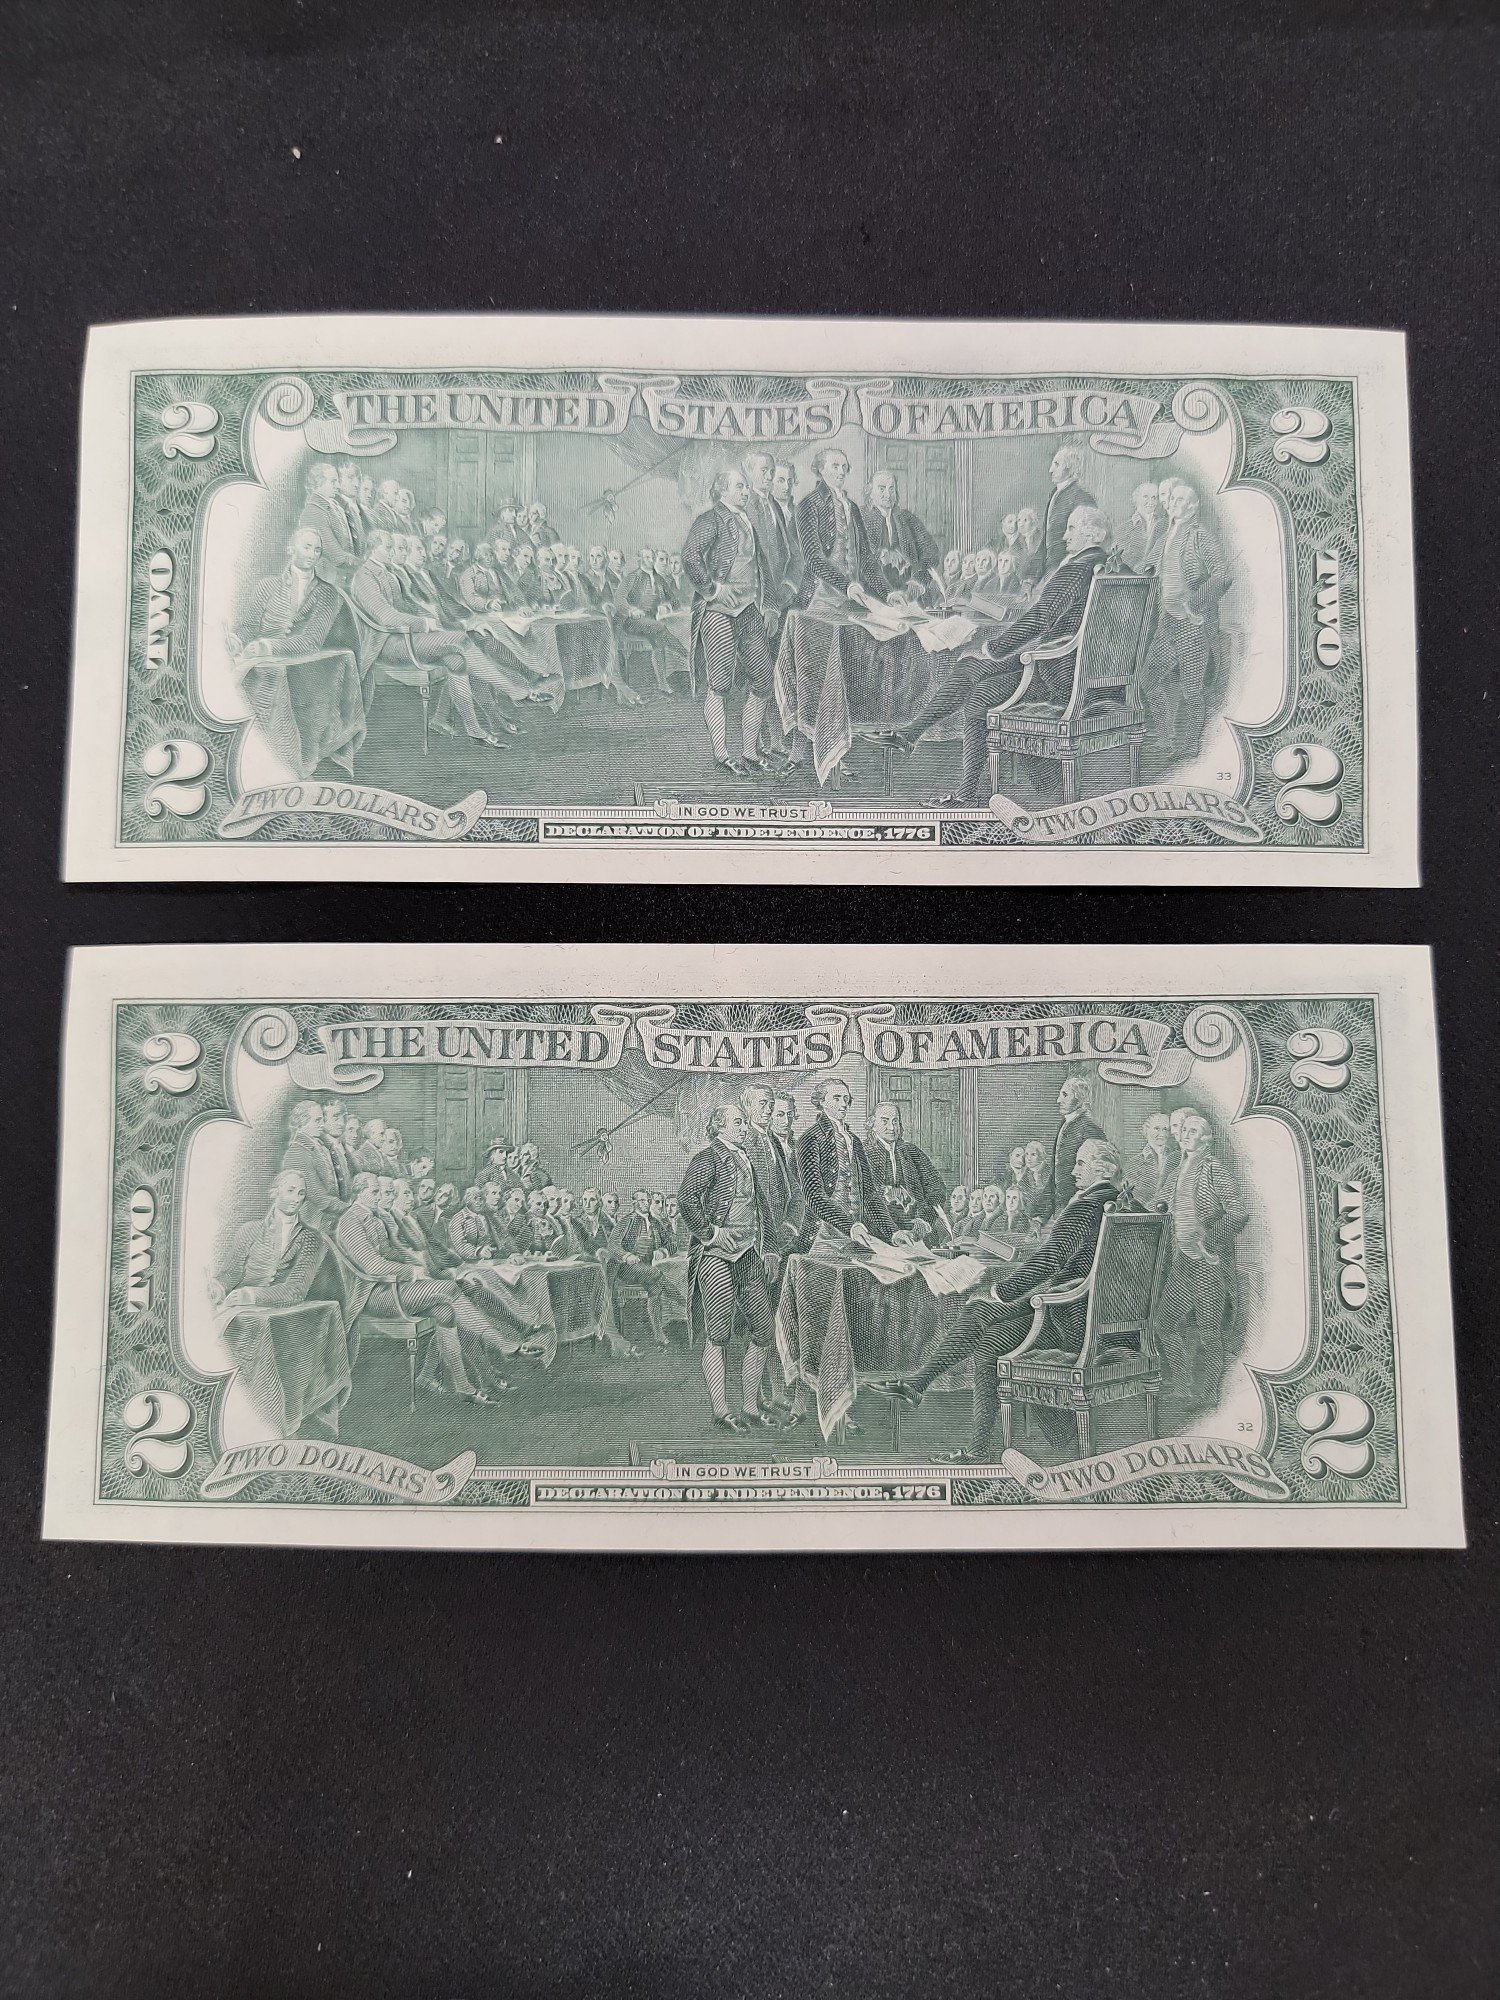 2 THE UNITED STATES OF AMERICA 2
TWO TWO
33
2 TWO DOLLARS IN GOD WE TRUST TWO DOLLARS 2
DECLARATION OF INDEPENDENCE, 1776
2 THE UNITED STATES OF AMERICA 2
TWO TWO
32
2 TWO DOLLARS IN GOD WE TRUST TWO DOLLARS 2
DECLARATION OF INDEPENDENCE, 1776